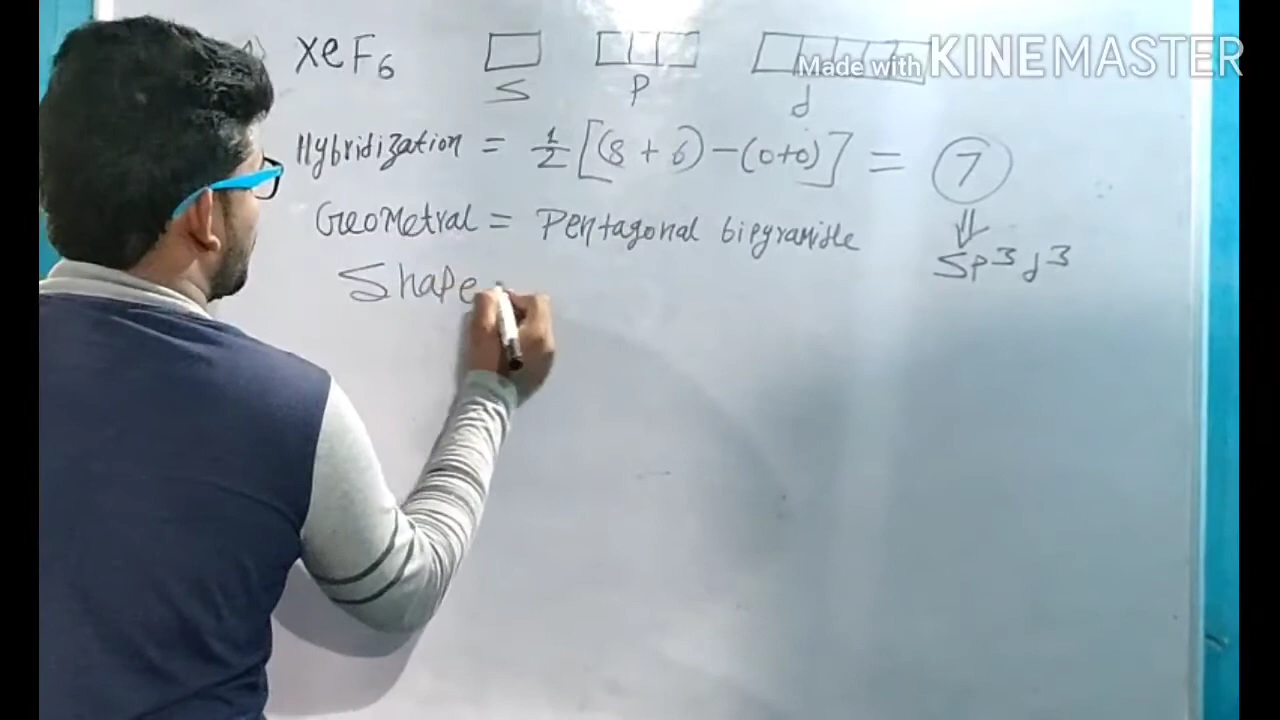 XeF6
Made with KINEMASTER
S P d
Hybridization = 1/2 [(8 + 6) - (0+0)] = 7
Geometral = Pentagonal bipyramidle
Sp3d3
Shape